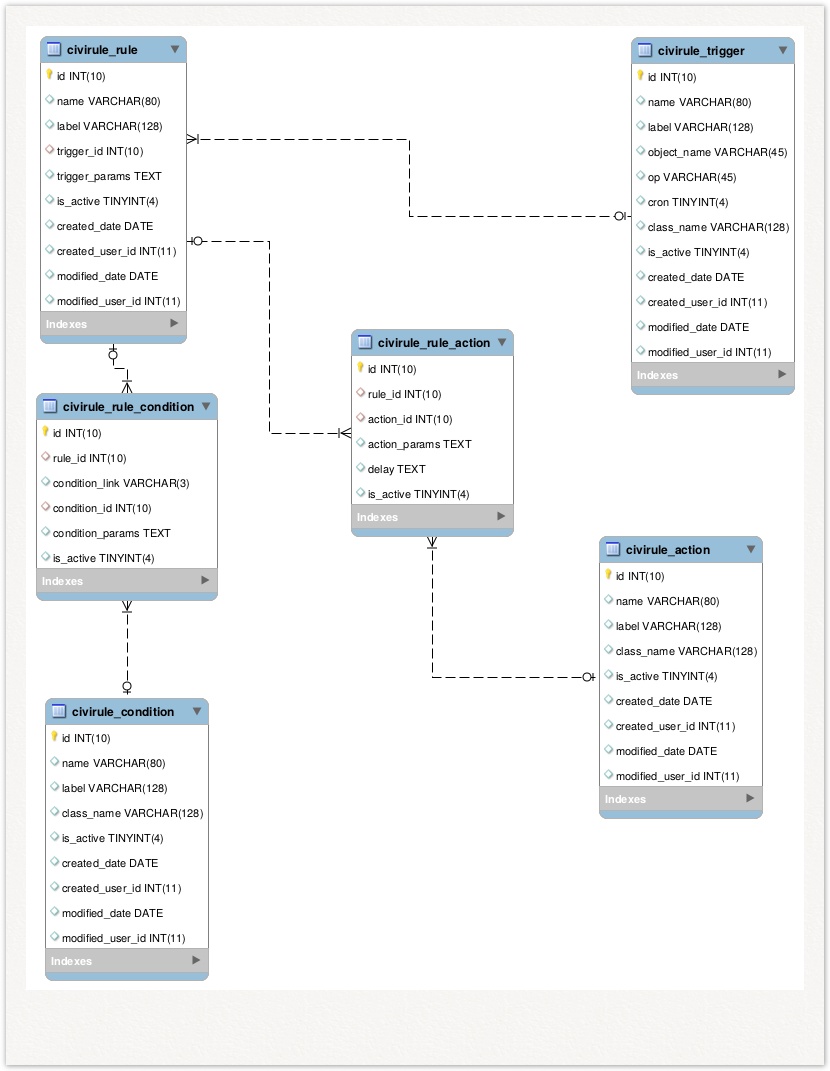 civirule_rule
id INT(10)
name VARCHAR(80)
label VARCHAR(128)
trigger_id INT(10)
trigger_params TEXT
is_active TINYINT(4)
created_date DATE
created_user_id INT(11)
modified_date DATE
modified_user_id INT(11)
Indexes
civirule_trigger
id INT(10)
name VARCHAR(80)
label VARCHAR(128)
object_name VARCHAR(45)
op VARCHAR(45)
cron TINYINT(4)
class_name VARCHAR(128)
is_active TINYINT(4)
created_date DATE
created_user_id INT(11)
modified_date DATE
modified_user_id INT(11)
Indexes
civirule_rule_action
id INT(10)
rule_id INT(10)
action_id INT(10)
action_params TEXT
delay TEXT
is_active TINYINT(4)
Indexes
civirule_rule_condition
id INT(10)
rule_id INT(10)
condition_link VARCHAR(3)
condition_id INT(10)
condition_params TEXT
is_active TINYINT(4)
Indexes
civirule_action
id INT(10)
name VARCHAR(80)
label VARCHAR(128)
class_name VARCHAR(128)
is_active TINYINT(4)
created_date DATE
created_user_id INT(11)
modified_date DATE
modified_user_id INT(11)
Indexes
civirule_condition
id INT(10)
name VARCHAR(80)
label VARCHAR(128)
class_name VARCHAR(128)
is_active TINYINT(4)
created_date DATE
created_user_id INT(11)
modified_date DATE
modified_user_id INT(11)
Indexes